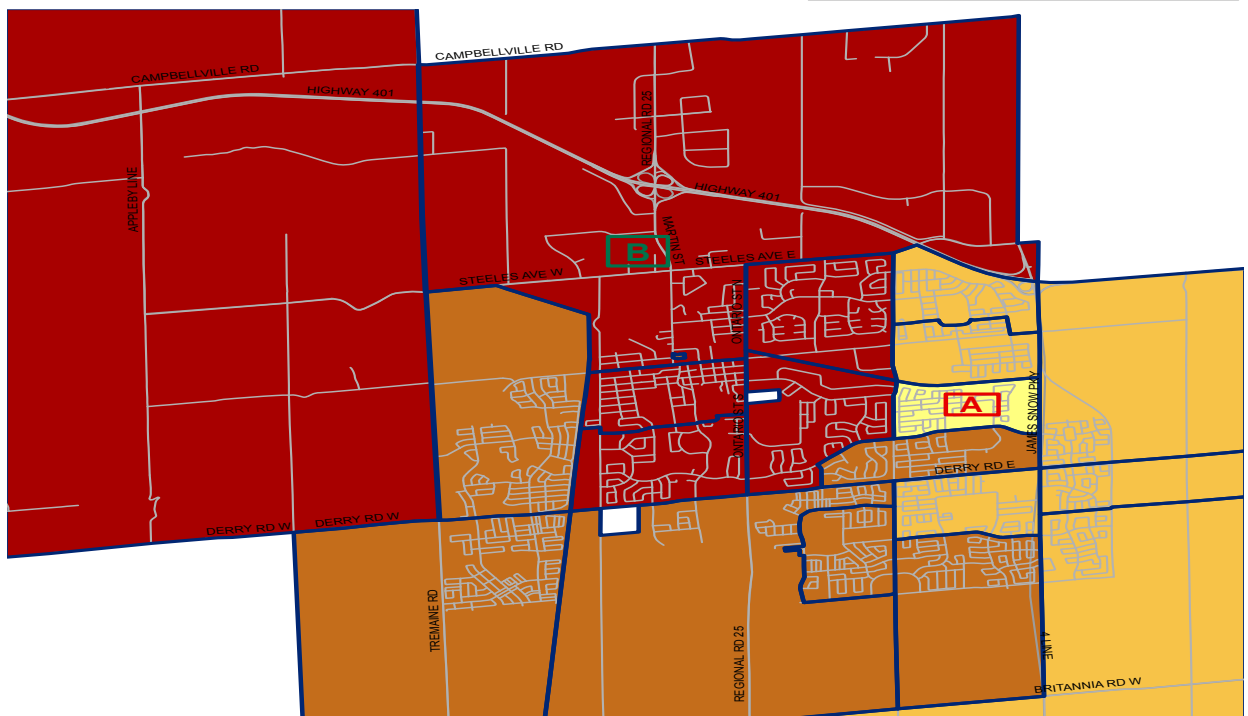 CAMPBELLVILLE RD
CAMPBELLVILLE RD
HIGHWAY 401
REGIONAL RD 25
APPLEBY LINE
HIGHWAY 401
MARTIN ST
B
STEELES AVE E
STEELES AVE W
ONTARIO ST N
A
JAMES SNOW PKY
ONTARIO ST S
DERRY RD E
DERRY RD W
DERRY RD W
TREMAINE RD
REGIONAL RD 25
4 LINE
BRITANNIA RD W